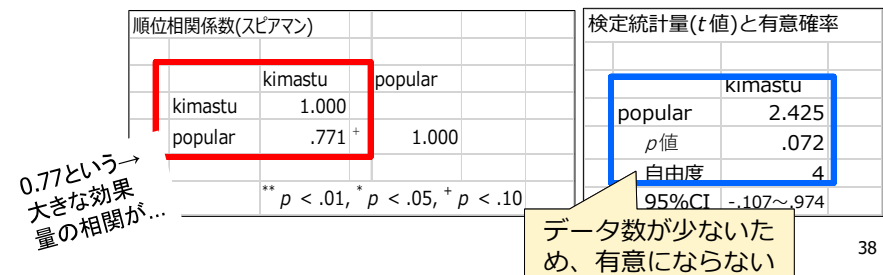 順位相関係数(スピアマン)
kimastu popular
kimastu 1.000
popular .771 + 1.000
** p < .01, * p < .05, + p < .10
0.77という→
大きな効果
量の相関が...
検定統計量(t値)と有意確率
kimastu
popular 2.425
p値 .072
自由度 4
95%CI -.107～.974
データ数が少ないた
め、有意にならない
38